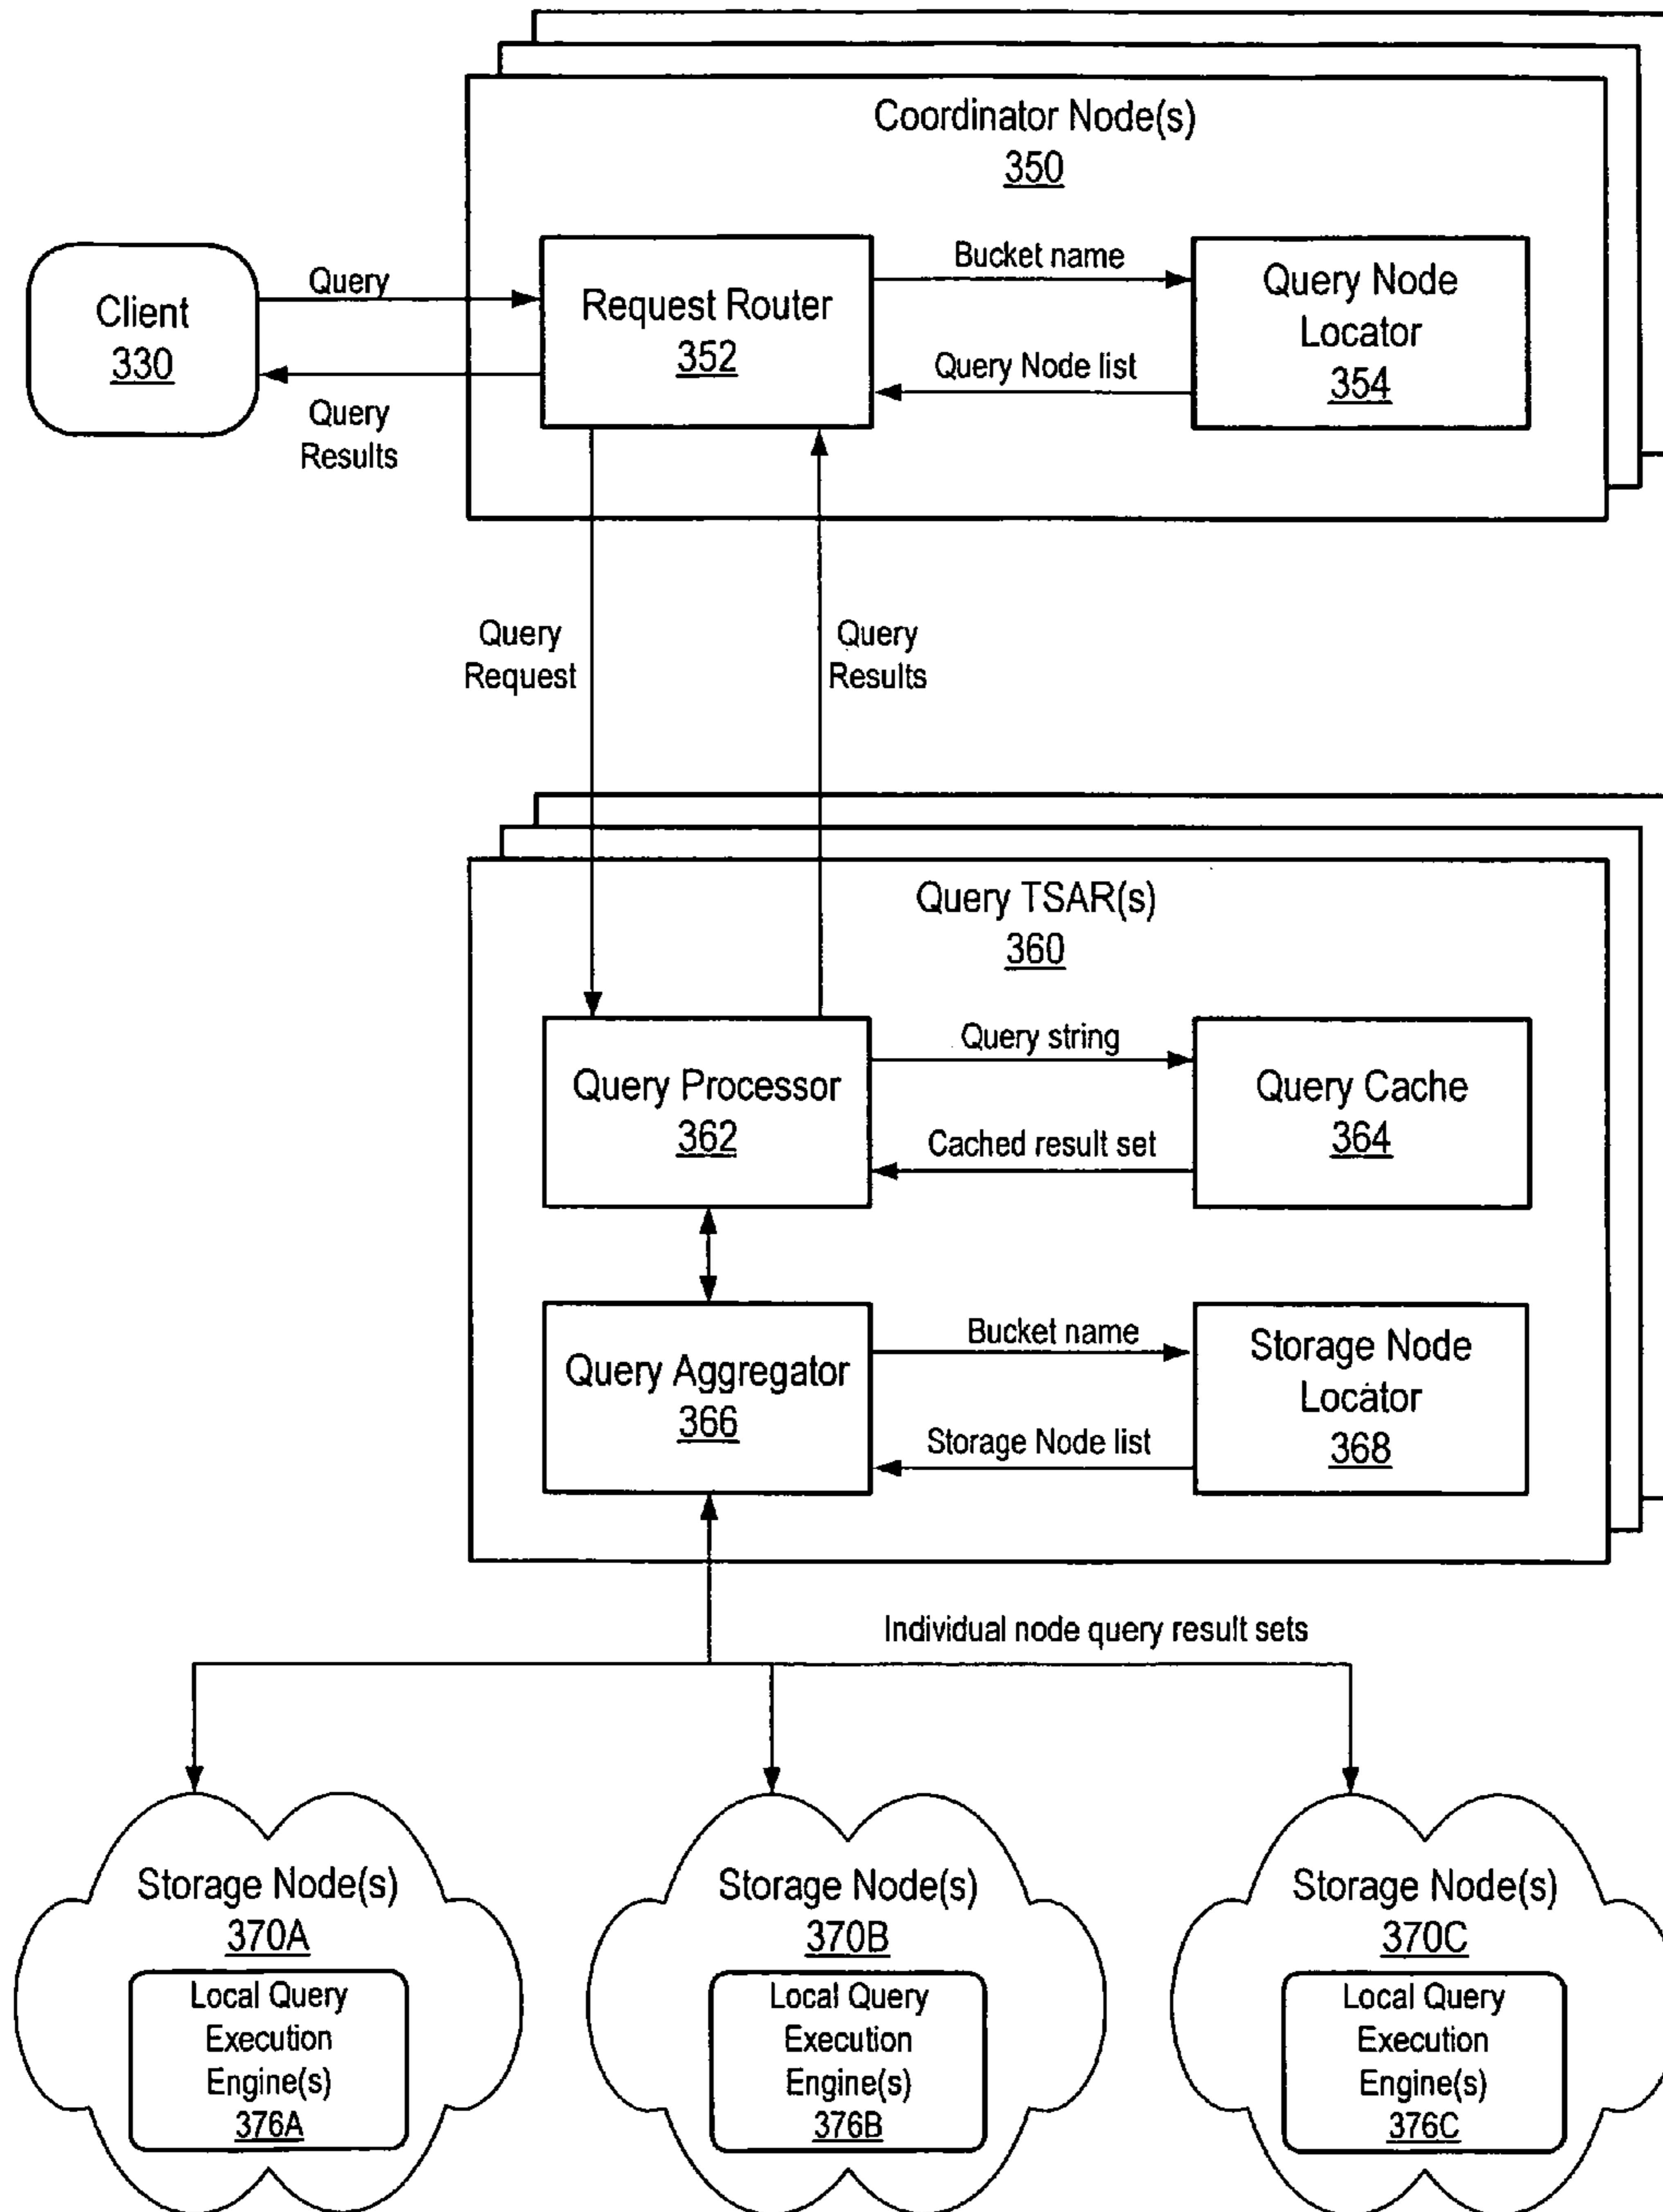 Coordinator Node(s)
350
Client
330
Query
Query
Results
Request Router
352
Bucket name
Query Node list
Query Node
Locator
354
Query
Request
Query
Results
Query TSAR(s)
360
Query Processor
362
Query string
Cached result set
Query Cache
364
Query Aggregator
366
Bucket name
Storage Node list
Storage Node
Locator
368
Individual node query result sets
Storage Node(s)
370A
Local Query
Execution
Engine(s)
376A
Storage Node(s)
370B
Local Query
Execution
Engine(s)
376B
Storage Node(s)
370C
Local Query
Execution
Engine(s)
376C